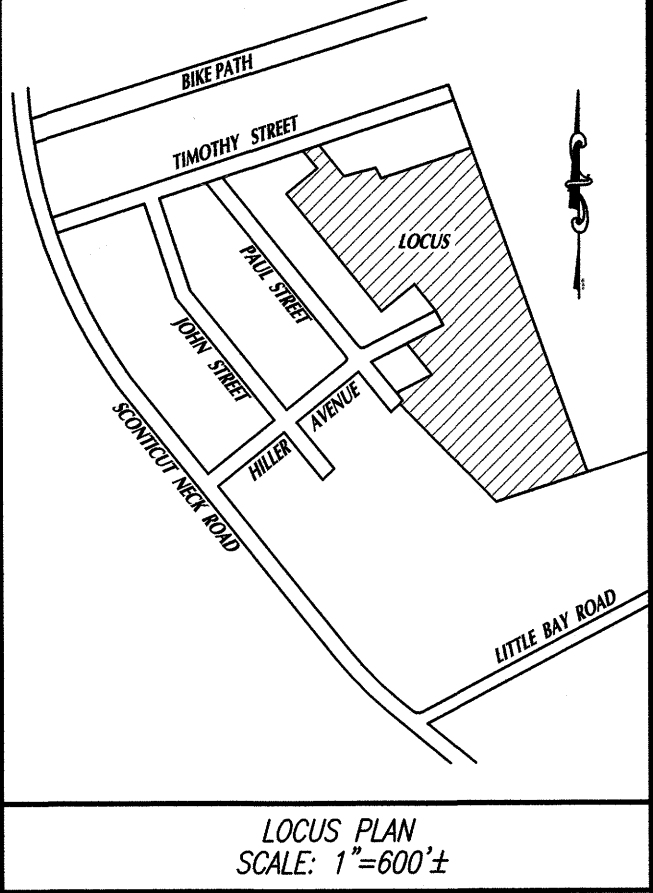 BIKE PATH
TIMOTHY STREET
LOCUS
PAUL STREET
JOHN STREET
HILLER AVENUE
SCONTICUT NECK ROAD
LITTLE BAY ROAD
LOCUS PLAN
SCALE: 1"=600'±